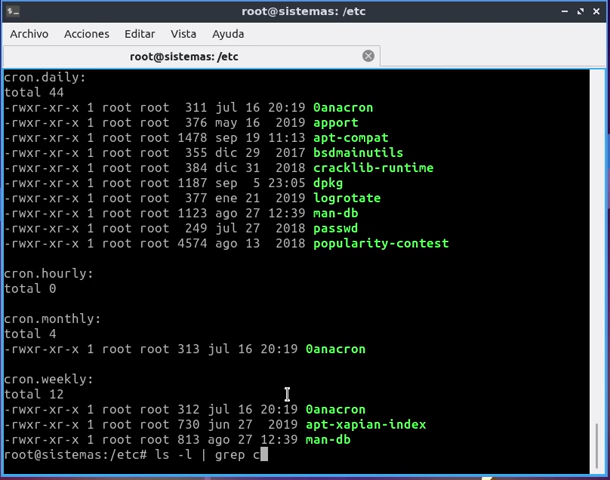 root@sistemas: /etc
Archivo Acciones Editar Vista Ayuda
root@sistemas: /etc
cron.daily:
total 44
-rwxr-xr-x 1 root root  311 jul 16 20:19 0anacron
-rwxr-xr-x 1 root root  376 may 16  2019 apport
-rwxr-xr-x 1 root root 1478 sep 19 11:13 apt-compat
-rwxr-xr-x 1 root root  355 dic 29  2017 bsdmainutils
-rwxr-xr-x 1 root root  384 dic 31  2018 cracklib-runtime
-rwxr-xr-x 1 root root 1187 sep  5 23:05 dpkg
-rwxr-xr-x 1 root root  377 ene 21  2019 logrotate
-rwxr-xr-x 1 root root 1123 ago 27 12:39 man-db
-rwxr-xr-x 1 root root  249 jul 27  2018 passwd
-rwxr-xr-x 1 root root 4574 ago 13  2018 popularity-contest
cron.hourly:
total 0
cron.monthly:
total 4
-rwxr-xr-x 1 root root 313 jul 16 20:19 0anacron
cron.weekly:
total 12
-rwxr-xr-x 1 root root 312 jul 16 20:19 0anacron
-rwxr-xr-x 1 root root 730 jun 27  2019 apt-xapian-index
-rwxr-xr-x 1 root root 813 ago 27 12:39 man-db
root@sistemas:/etc# ls -l | grep c